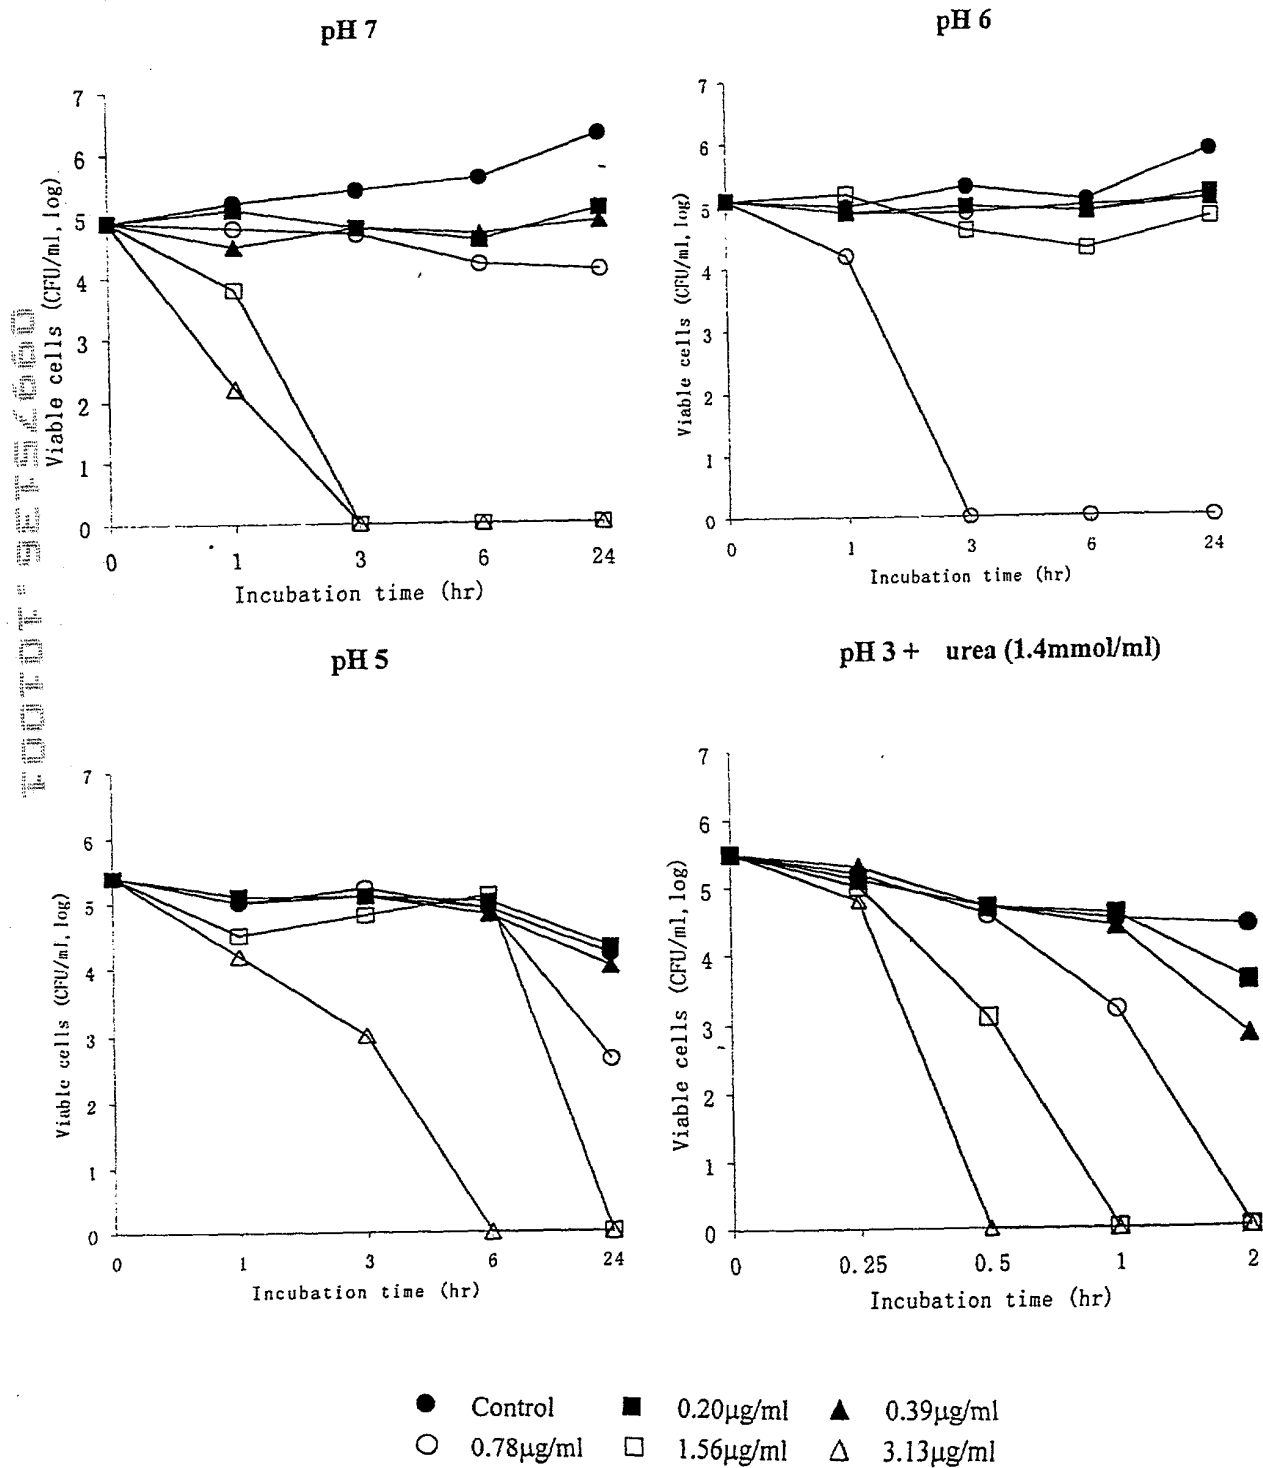 pH 7
pH 6
7
6
5
4
3
2
1
0
Viable cells (CFU/ml, log)
0 1 3 6 24
Incubation time (hr)
7
6
5
4
3
2
1
0
Viable cells (CFU/ml, log)
0 1 3 6 24
Incubation time (hr)
pH 5
pH 3 + urea (1.4mmol/ml)
7
6
5
4
3
2
1
0
Viable cells (CFU/ml, log)
0 1 3 6 24
Incubation time (hr)
7
6
5
4
3
2
1
0
Viable cells (CFU/ml, log)
0 0.25 0.5 1 2
Incubation time (hr)
Control 0.20µg/ml 0.39µg/ml
0.78µg/ml 1.56µg/ml 3.13µg/ml